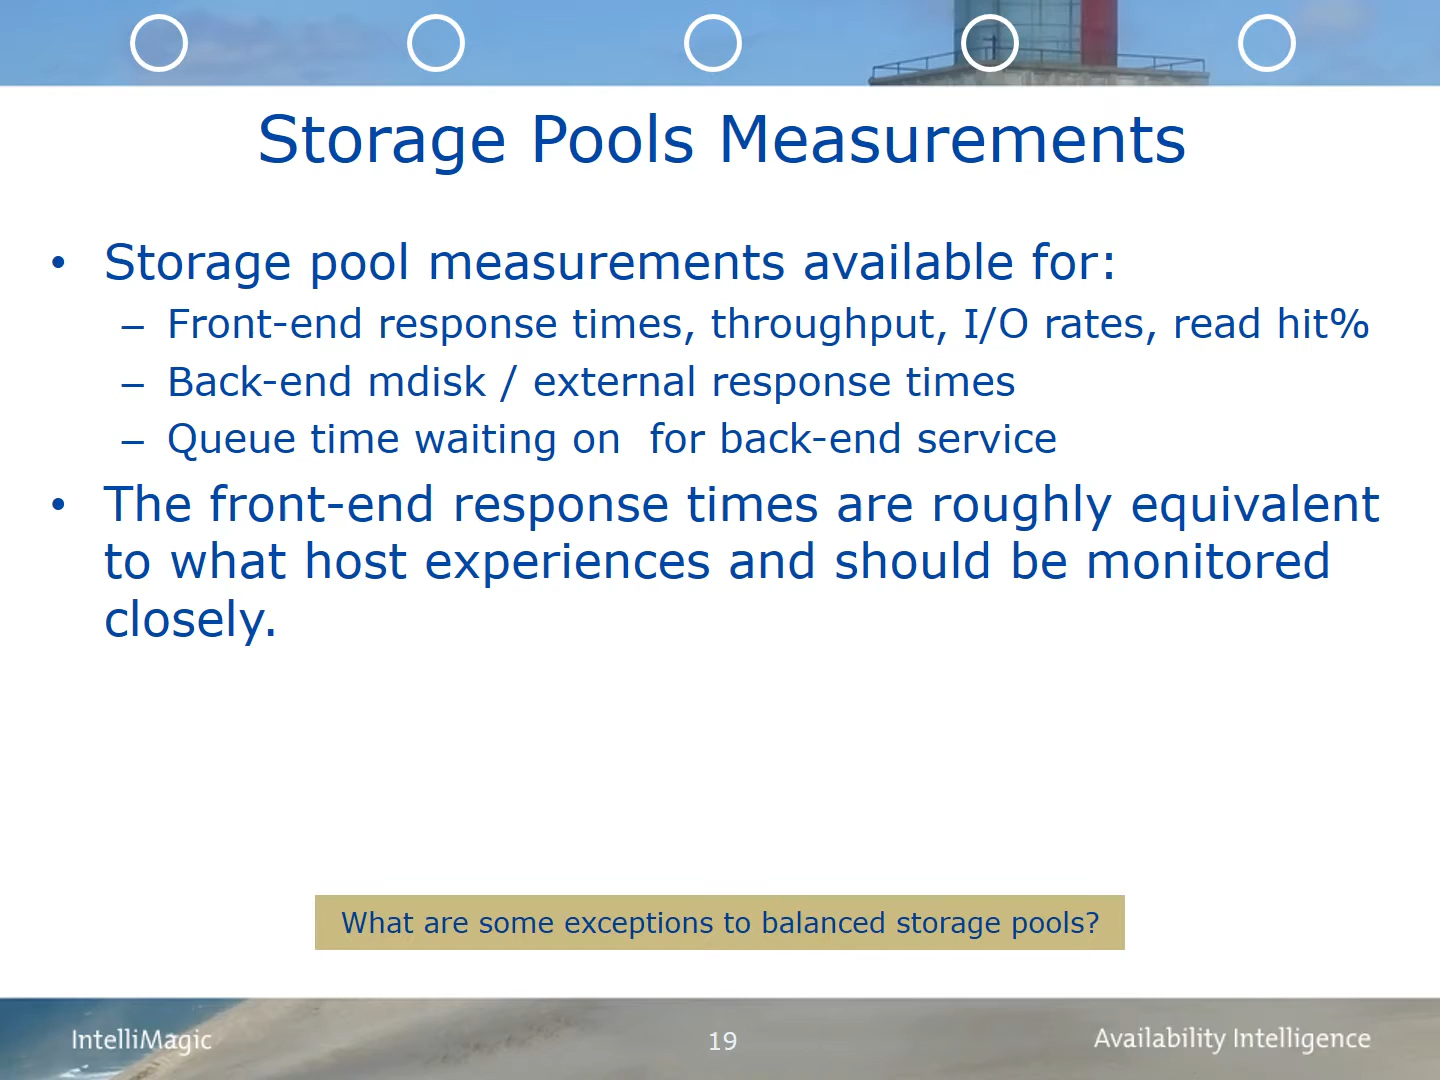 Storage Pools Measurements
• Storage pool measurements available for:
– Front-end response times, throughput, I/O rates, read hit%
– Back-end mdisk / external response times
– Queue time waiting on  for back-end service
• The front-end response times are roughly equivalent
to what host experiences and should be monitored
closely.
What are some exceptions to balanced storage pools?
IntelliMagic
19
Availability Intelligence